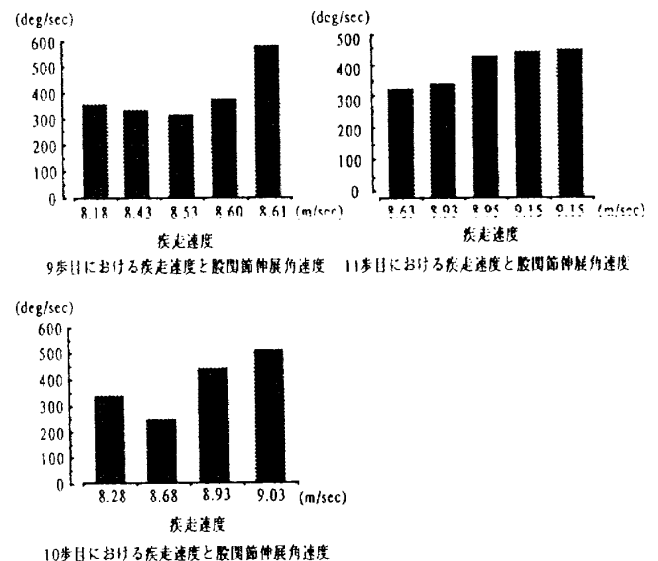 (deg/sec)
600
500
400
300
200
100
0
8.18 8.43 8.53 8.60 8.61 (m/sec)
疾走速度
9歩目における疾走速度と股関節伸展角速度
(deg/sec)
500
400
300
200
100
0
8.63 8.93 8.95 9.15 9.15 (m/sec)
疾走速度
11歩目における疾走速度と股関節伸展角速度
(deg/sec)
600
500
400
300
200
100
0
8.28 8.68 8.93 9.03 (m/sec)
疾走速度
10歩目における疾走速度と股関節伸展角速度